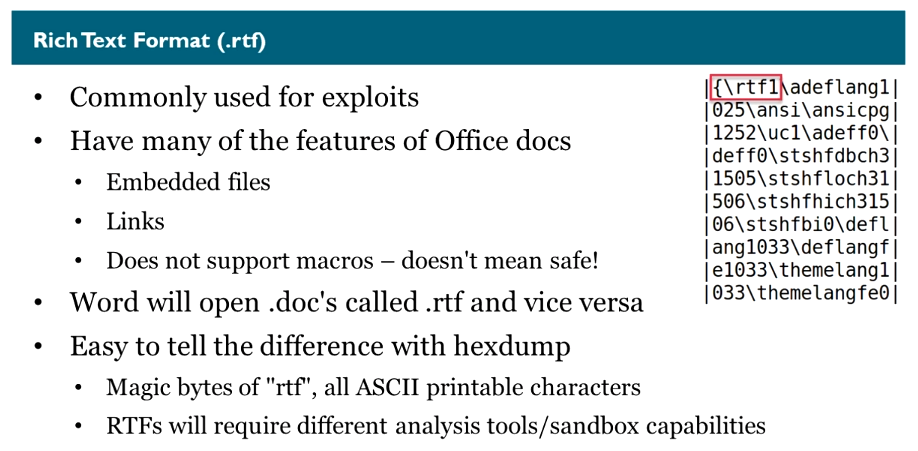 Rich Text Format (.rtf)
• Commonly used for exploits
• Have many of the features of Office docs
• Embedded files
• Links
• Does not support macros – doesn't mean safe!
• Word will open .doc's called .rtf and vice versa
• Easy to tell the difference with hexdump
• Magic bytes of "rtf", all ASCII printable characters
• RTFs will require different analysis tools/sandbox capabilities
|{\rtf1\adeflang1|
|025\ansi\ansicpg|
|1252\uc1\adeff0\|
|deff0\stshfdbch3|
|1505\stshfloch31|
|506\stshfhich315|
|06\stshfbi0\defl|
|ang1033\deflangf|
|e1033\themelang1|
|033\themelangfe0|